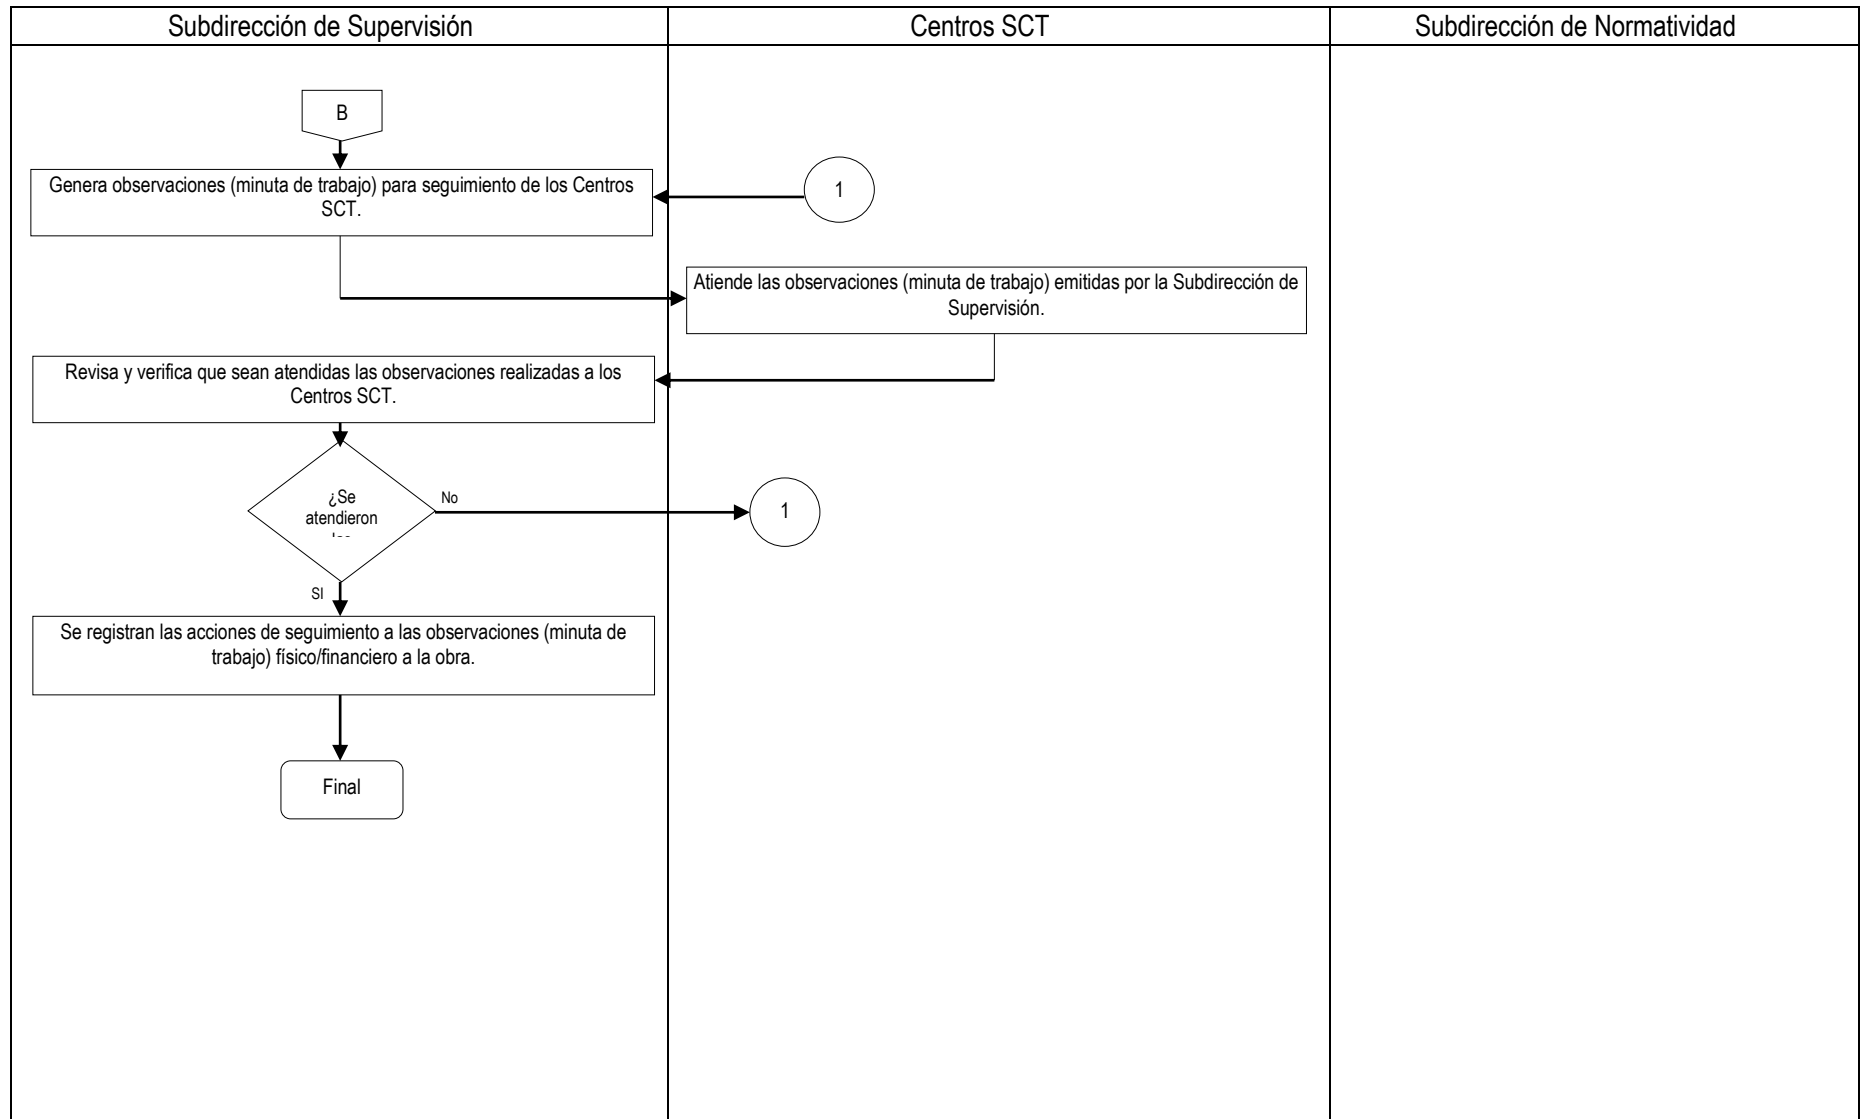 Subdirección de Supervisión
Centros SCT
Subdirección de Normatividad
B
Genera observaciones (minuta de trabajo) para seguimiento de los Centros
SCT.
1
Atiende las observaciones (minuta de trabajo) emitidas por la Subdirección de
Supervisión.
Revisa y verifica que sean atendidas las observaciones realizadas a los
Centros SCT.
¿Se
atendieron
No
1
SI
Se registran las acciones de seguimiento a las observaciones (minuta de
trabajo) físico/financiero a la obra.
Final